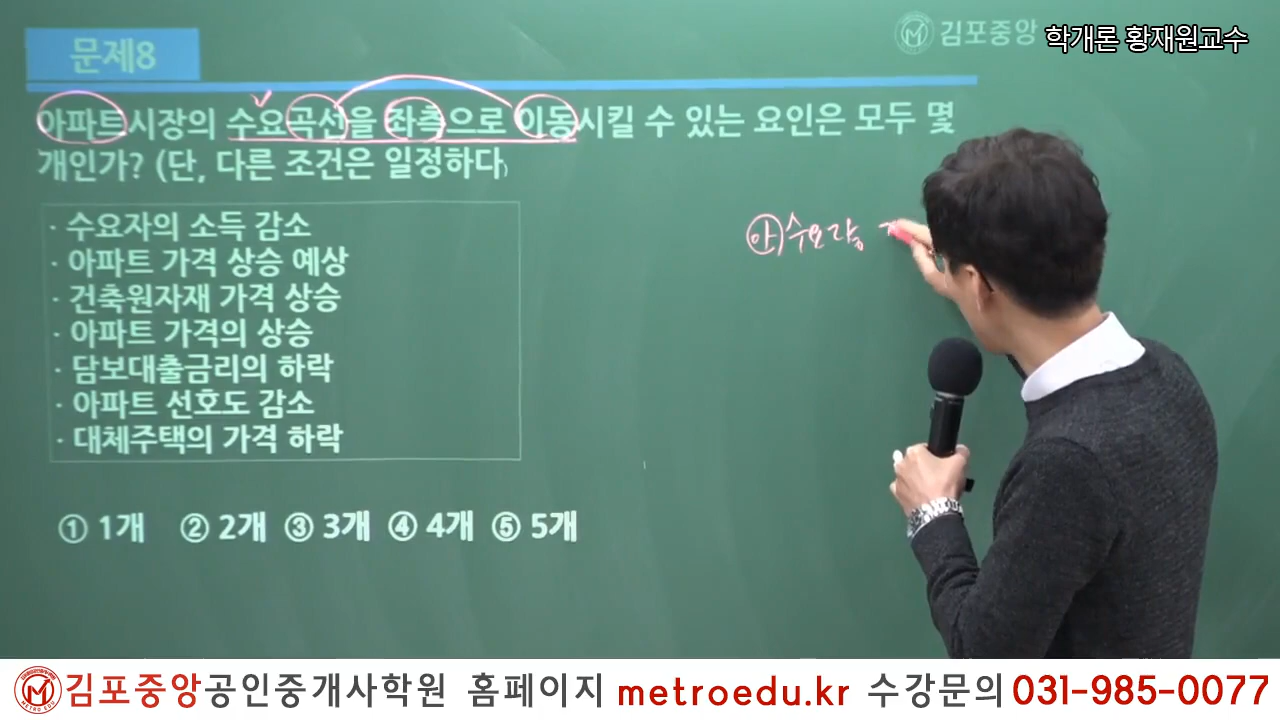 김포중앙
학개론 황재원교수
문제8
아파트 시장의 수요곡선을 좌측으로 이동시킬 수 있는 요인은 모두 몇
개인가? (단, 다른 조건은 일정하다)
· 수요자의 소득 감소
· 아파트 가격 상승 예상
· 건축원자재 가격 상승
· 아파트 가격의 상승
· 담보대출금리의 하락
· 아파트 선호도 감소
· 대체주택의 가격 하락
① 1개 ② 2개 ③ 3개 ④ 4개 ⑤ 5개
아) 수요
김포중앙공인중개사학원 홈페이지 metroedu.kr 수강문의 031-985-0077